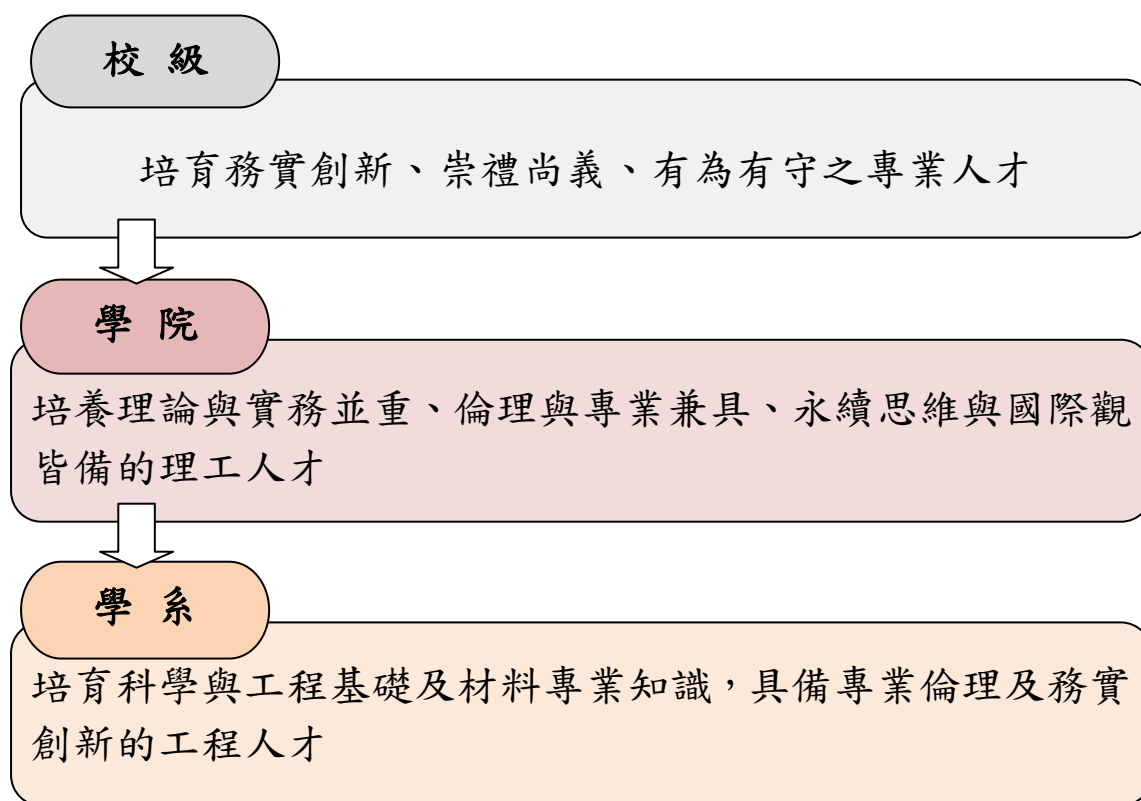 校 級
培育務實創新、崇禮尚義、有為有守之專業人才
學 院
培養理論與實務並重、倫理與專業兼具、永續思維與國際觀
皆備的理工人才
學 系
培育科學與工程基礎及材料專業知識，具備專業倫理及務實
創新的工程人才